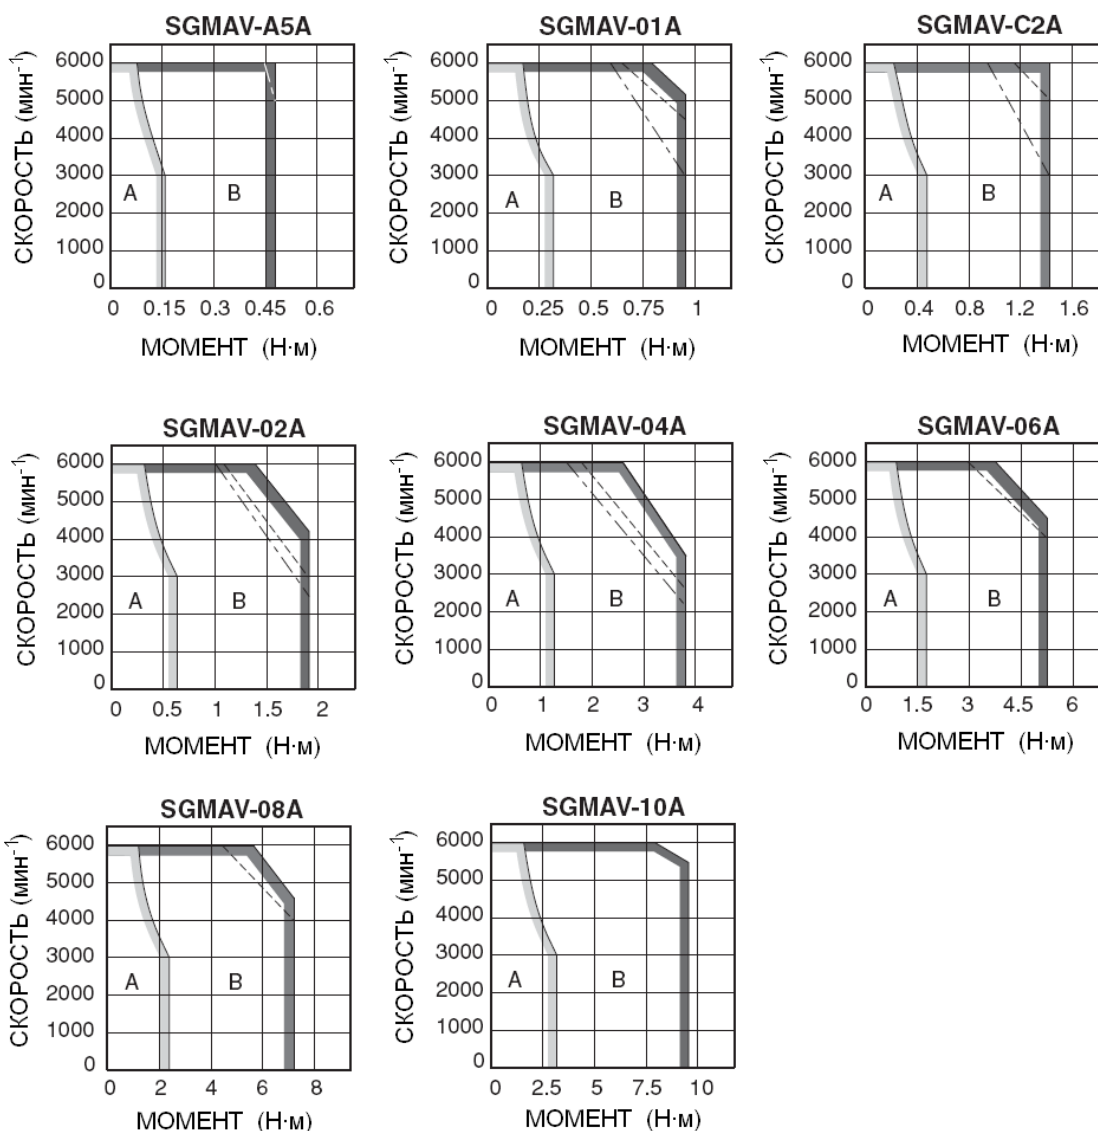 SGMAV-A5A
СКОРОСТЬ (мин⁻¹)
6000
5000
4000
3000
2000
1000
0
A
B
0 0.15 0.45 0.6
МОМЕНТ (Н·м)
SGMAV-01A
СКОРОСТЬ (мин⁻¹)
6000
5000
4000
3000
2000
1000
0
A
B
0 0.25 0.75 1
МОМЕНТ (Н·м)
SGMAV-C2A
СКОРОСТЬ (мин⁻¹)
6000
5000
4000
3000
2000
1000
0
A
B
0 0.4 0.8 1.2 1.6
МОМЕНТ (Н·м)
SGMAV-02A
СКОРОСТЬ (мин⁻¹)
6000
5000
4000
3000
2000
1000
0
A
B
0 0.5 1 1.5 2
МОМЕНТ (Н·м)
SGMAV-04A
СКОРОСТЬ (мин⁻¹)
6000
5000
4000
3000
2000
1000
0
A
B
0 1 2 3 4
МОМЕНТ (Н·м)
SGMAV-06A
СКОРОСТЬ (мин⁻¹)
6000
5000
4000
3000
2000
1000
0
A
B
0 1.5 3 4.5 6
МОМЕНТ (Н·м)
SGMAV-08A
СКОРОСТЬ (мин⁻¹)
6000
5000
4000
3000
2000
1000
0
A
B
0 2 4 6 8
МОМЕНТ (Н·м)
SGMAV-10A
СКОРОСТЬ (мин⁻¹)
6000
5000
4000
3000
2000
1000
0
A
B
0 2.5 5 7.5 10
МОМЕНТ (Н·м)